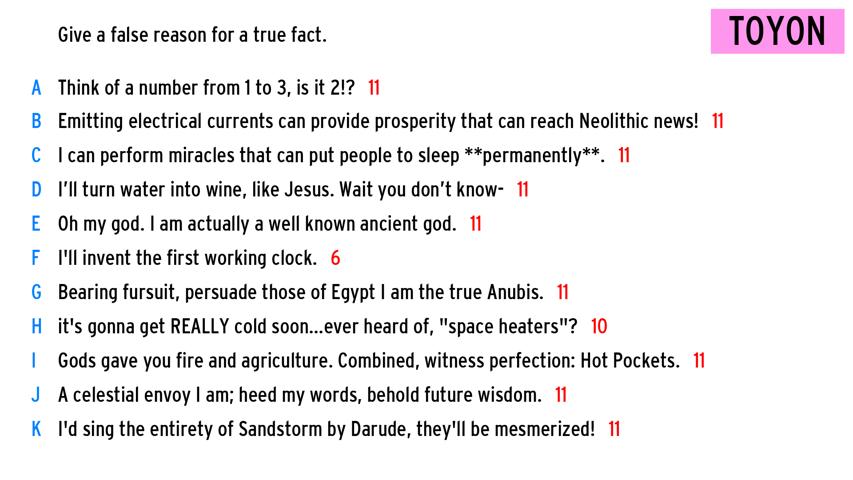 Give a false reason for a true fact.
TOYON
A Think of a number from 1 to 3, is it 2!? 11
B Emitting electrical currents can provide prosperity that can reach Neolithic news! 11
C I can perform miracles that can put people to sleep **permanently**. 11
D I'll turn water into wine, like Jesus. Wait you don't know- 11
E Oh my god. I am actually a well known ancient god. 11
F I'll invent the first working clock. 6
G Bearing fursuit, persuade those of Egypt I am the true Anubis. 11
H it's gonna get REALLY cold soon...ever heard of, "space heaters"? 10
I Gods gave you fire and agriculture. Combined, witness perfection: Hot Pockets. 11
J A celestial envoy I am; heed my words, behold future wisdom. 11
K I'd sing the entirety of Sandstorm by Darude, they'll be mesmerized! 11